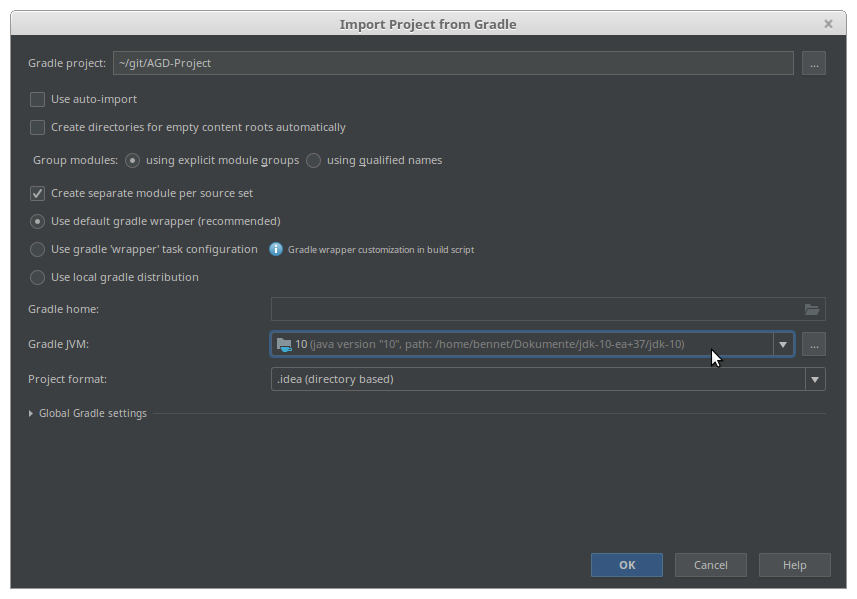 Import Project from Gradle
Gradle project: ~/git/AGD-Project ...
Use auto-import
Create directories for empty content roots automatically
Group modules: using explicit module groups using qualified names
Create separate module per source set
Use default gradle wrapper (recommended)
Use gradle 'wrapper' task configuration Gradle wrapper customization in build script
Use local gradle distribution
Gradle home:
Gradle JVM: 10 (java version "10", path: /home/bennet/Dokumente/jdk-10-ea+37/jdk-10) ...
Project format: .idea (directory based)
Global Gradle settings
OK Cancel Help